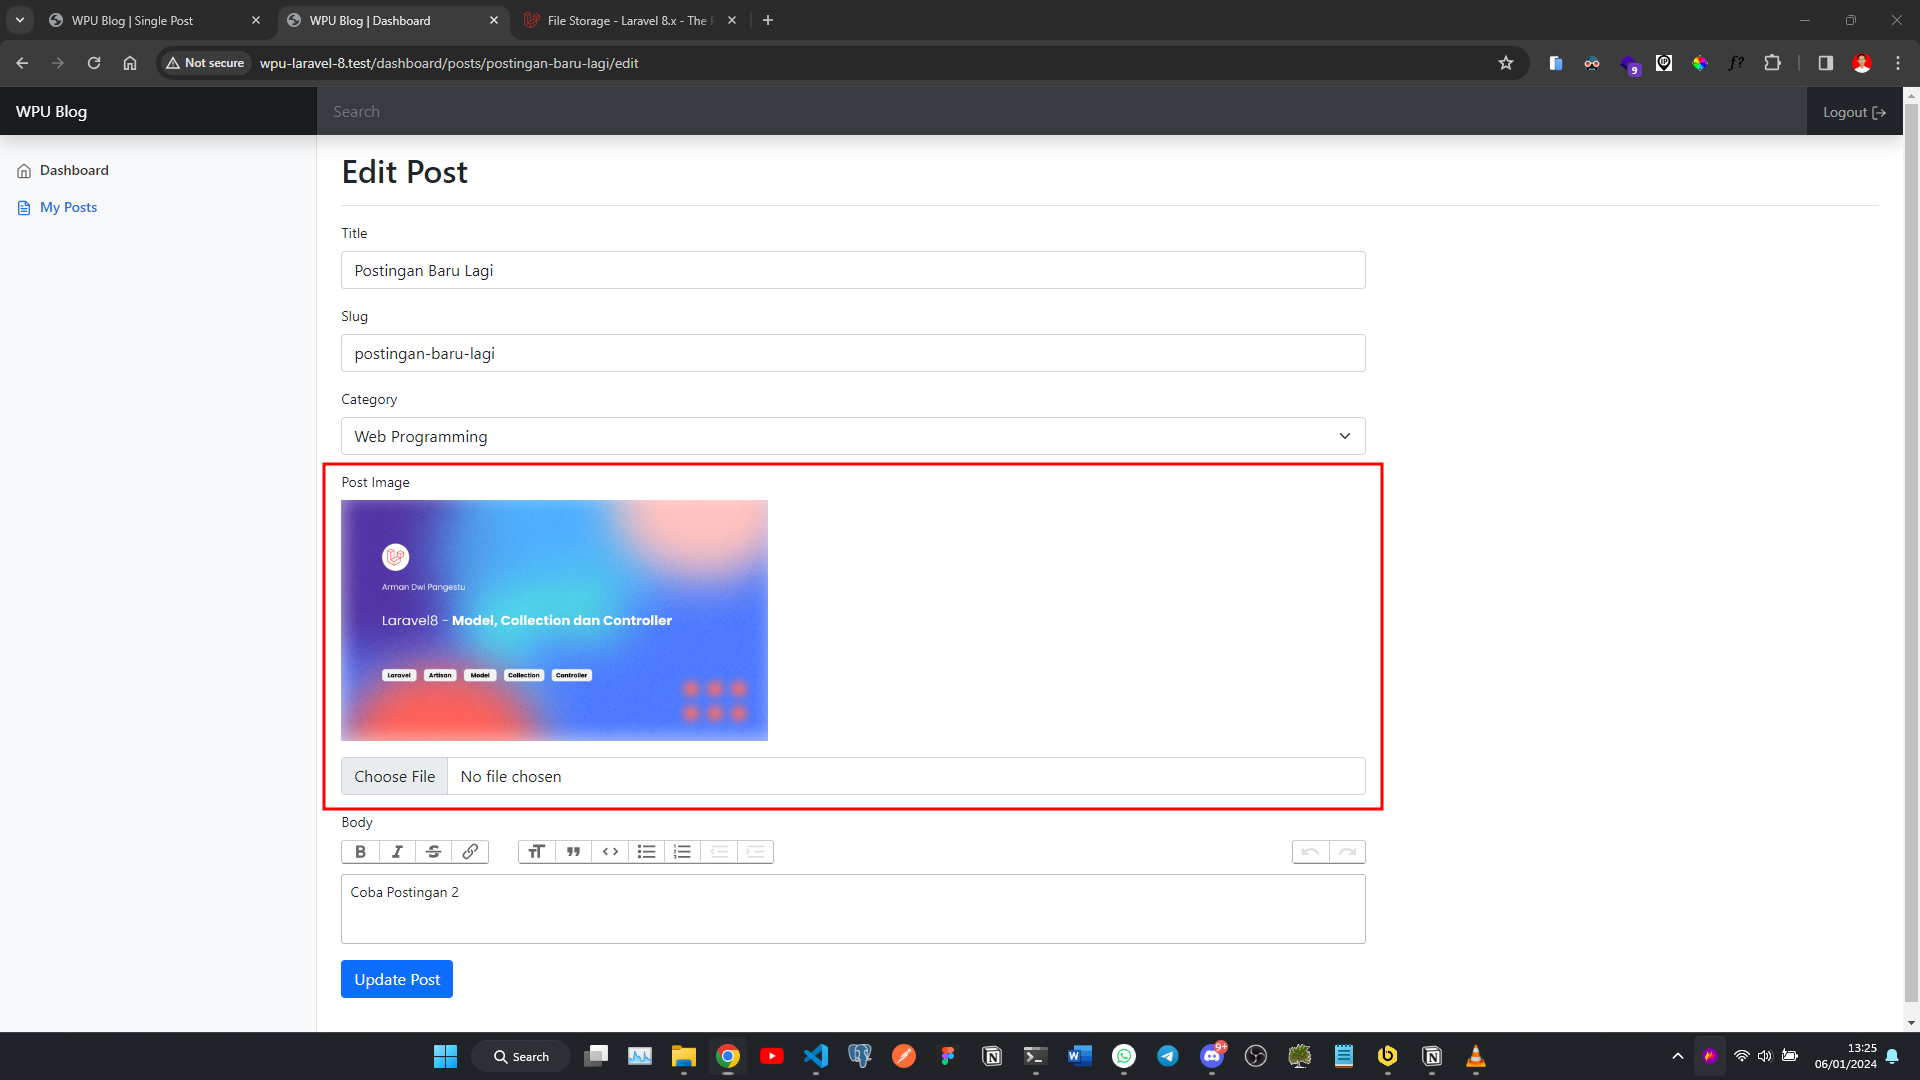 WPU Blog | Single Post
WPU Blog | Dashboard
File Storage - Laravel 8.x - The
Not secure
wpu-laravel-8.test/dashboard/posts/postingan-baru-lagi/edit
9
f?
WPU Blog
Search
Logout
Dashboard
My Posts
Edit Post
Title
Postingan Baru Lagi
Slug
postingan-baru-lagi
Category
Web Programming
Post Image
Arman Dwi Pangestu
Laravel8 - Model, Collection dan Controller
Laravel Artisan Model Collection Controller
Choose File No file chosen
Body
Coba Postingan 2
Update Post
Search
9+
13:25
06/01/2024